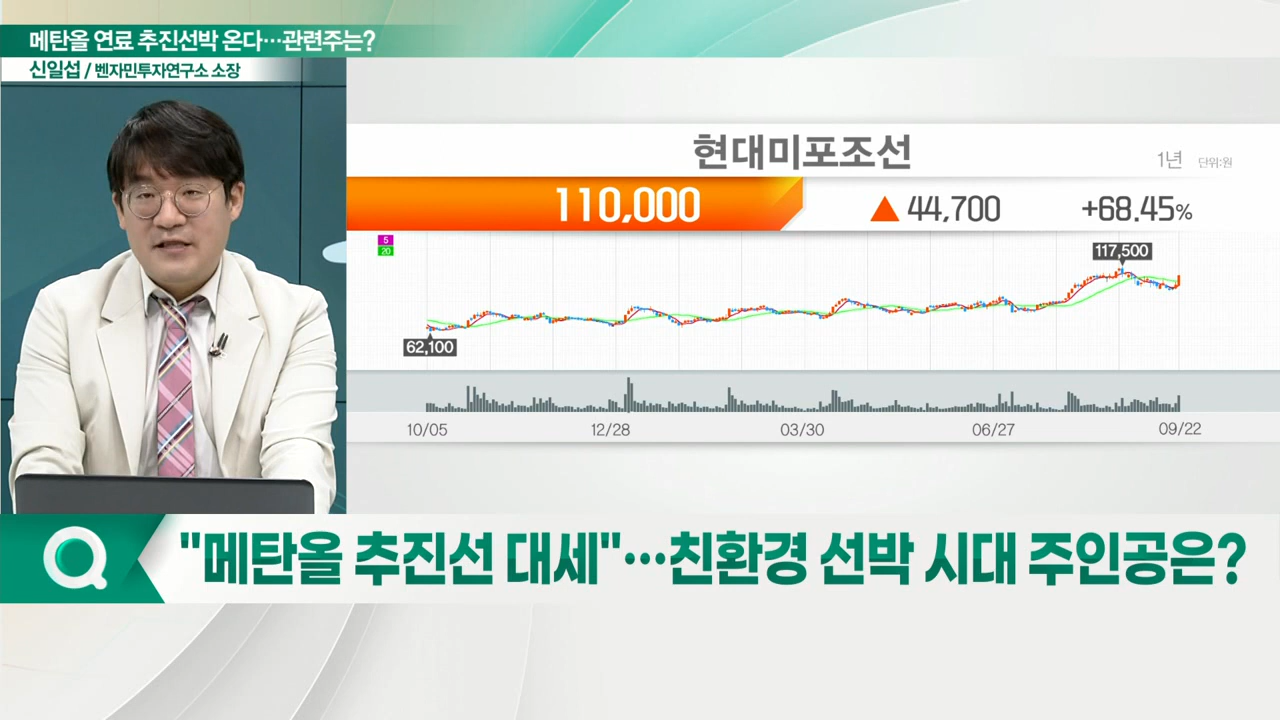 메탄올 연료 추진선박 온다…관련주는?
신일섭 / 벤자민투자연구소 소장
현대미포조선
1년 단위:원
110,000 ▲ 44,700 +68.45%
5
20
117,500
62,100
10/05 12/28 03/30 06/27 09/22
Q "메탄올 추진선 대세"…친환경 선박 시대 주인공은?